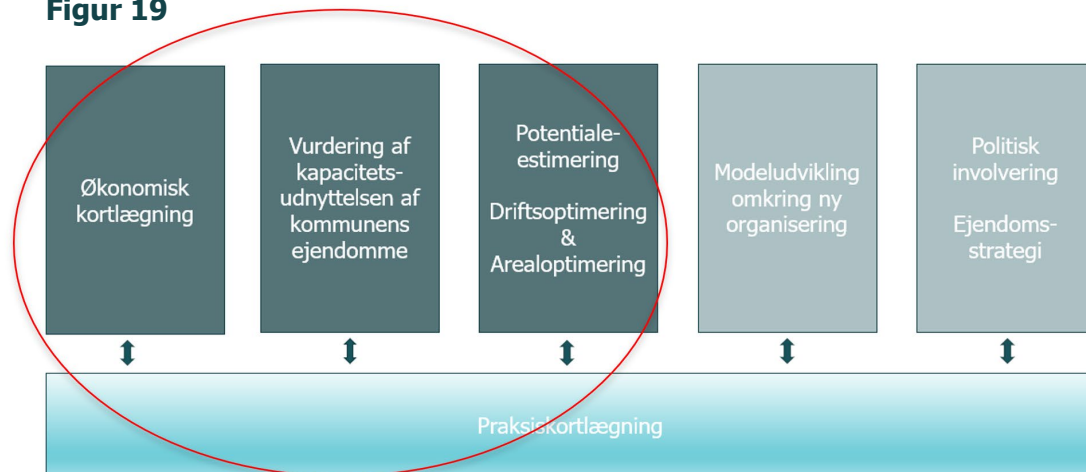 Figur 19
Økonomisk
kortlægning
Vurdering af
kapacitets-
udnyttelsen af
kommunens
ejendomme
Potentiale-
estimering
Driftsoptimering
&
Arealoptimering
Modeludvikling
omkring ny
organisering
Politisk
involvering
Ejendoms-
strategi
Praksiskortlægning